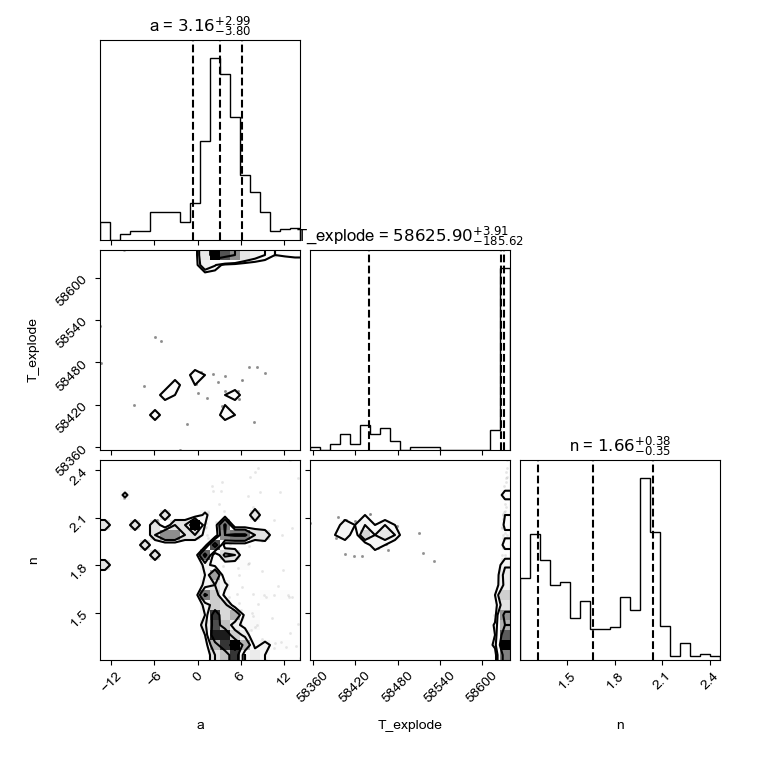 a = 3.16+2.99−3.80
T_explode = 58625.90+3.91−185.62
58600
58540
58480
58420
58360
T_explode
n = 1.66+0.38−0.35
2.4
2.1
1.8
1.5
n
−12 −6 0 6 12
58360 58420 58480 58540 58600
1.5 1.8 2.1 2.4
a T_explode n